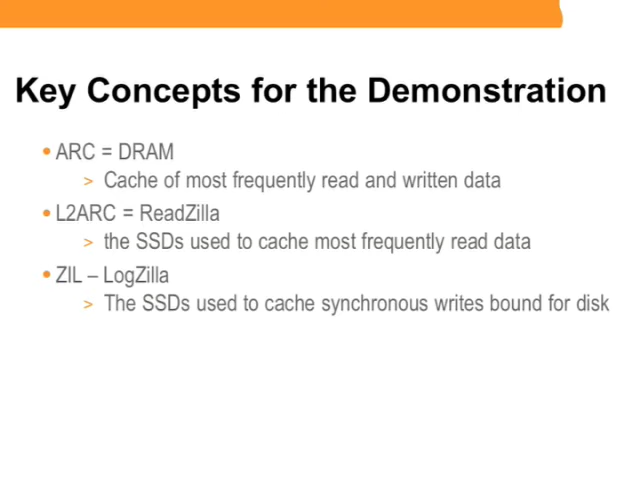 Key Concepts for the Demonstration
• ARC = DRAM
> Cache of most frequently read and written data
• L2ARC = ReadZilla
> the SSDs used to cache most frequently read data
• ZIL – LogZilla
> The SSDs used to cache synchronous writes bound for disk